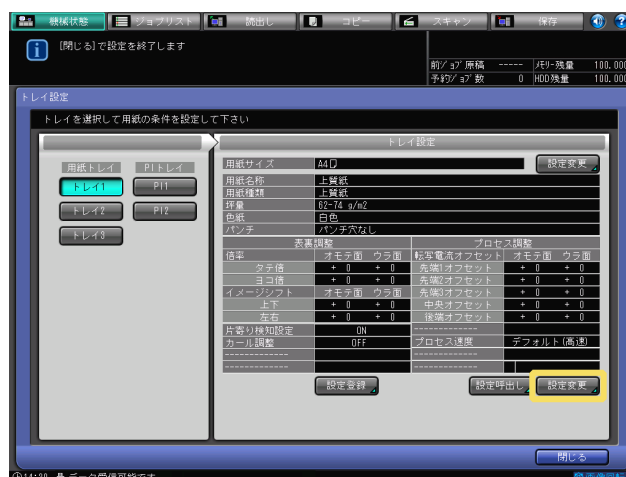 機械状態 ジョブリスト 読出し コピー スキャン 保存
[閉じる]で設定を終了します
前ｼﾞｮﾌﾞ原稿 ----- ﾒﾓﾘｰ残量 100.000
予約ｼﾞｮﾌﾞ数 0 HDD残量 100.000
トレイ設定
トレイを選択して用紙の条件を設定して下さい
トレイ設定
用紙トレイ PIトレイ
トレイ1 PI1
トレイ2 PI2
トレイ3
用紙サイズ A4 設定変更
用紙名称 上質紙
用紙種類 上質紙
坪量 62-74 g/m2
色紙 白色
パンチ パンチ穴なし
表裏調整 プロセス調整
倍率 オモテ面 ウラ面 転写電流オフセット オモテ面 ウラ面
タテ倍 + 0 + 0 先端1オフセット + 0 + 0
ヨコ倍 + 0 + 0 先端2オフセット + 0 + 0
イメージシフト オモテ面 ウラ面 先端3オフセット + 0 + 0
上下 + 0 + 0 中央オフセット + 0 + 0
左右 + 0 + 0 後端オフセット + 0 + 0
片寄り検知設定 ON -------------
カール調整 OFF プロセス速度 デフォルト(高速)
------------- -------------
------------- -------------
設定登録 設定呼出し 設定変更
閉じる
14:20 データ受信可能です